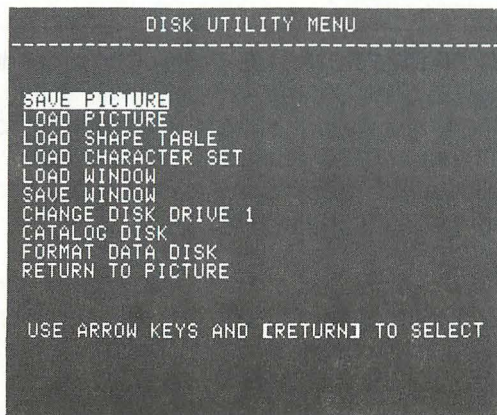 DISK UTILITY MENU
SAVE PICTURE
LOAD PICTURE
LOAD SHAPE TABLE
LOAD CHARACTER SET
LOAD WINDOW
SAVE WINDOW
CHANGE DISK DRIVE 1
CATALOG DISK
FORMAT DATA DISK
RETURN TO PICTURE
USE ARROW KEYS AND [RETURN] TO SELECT